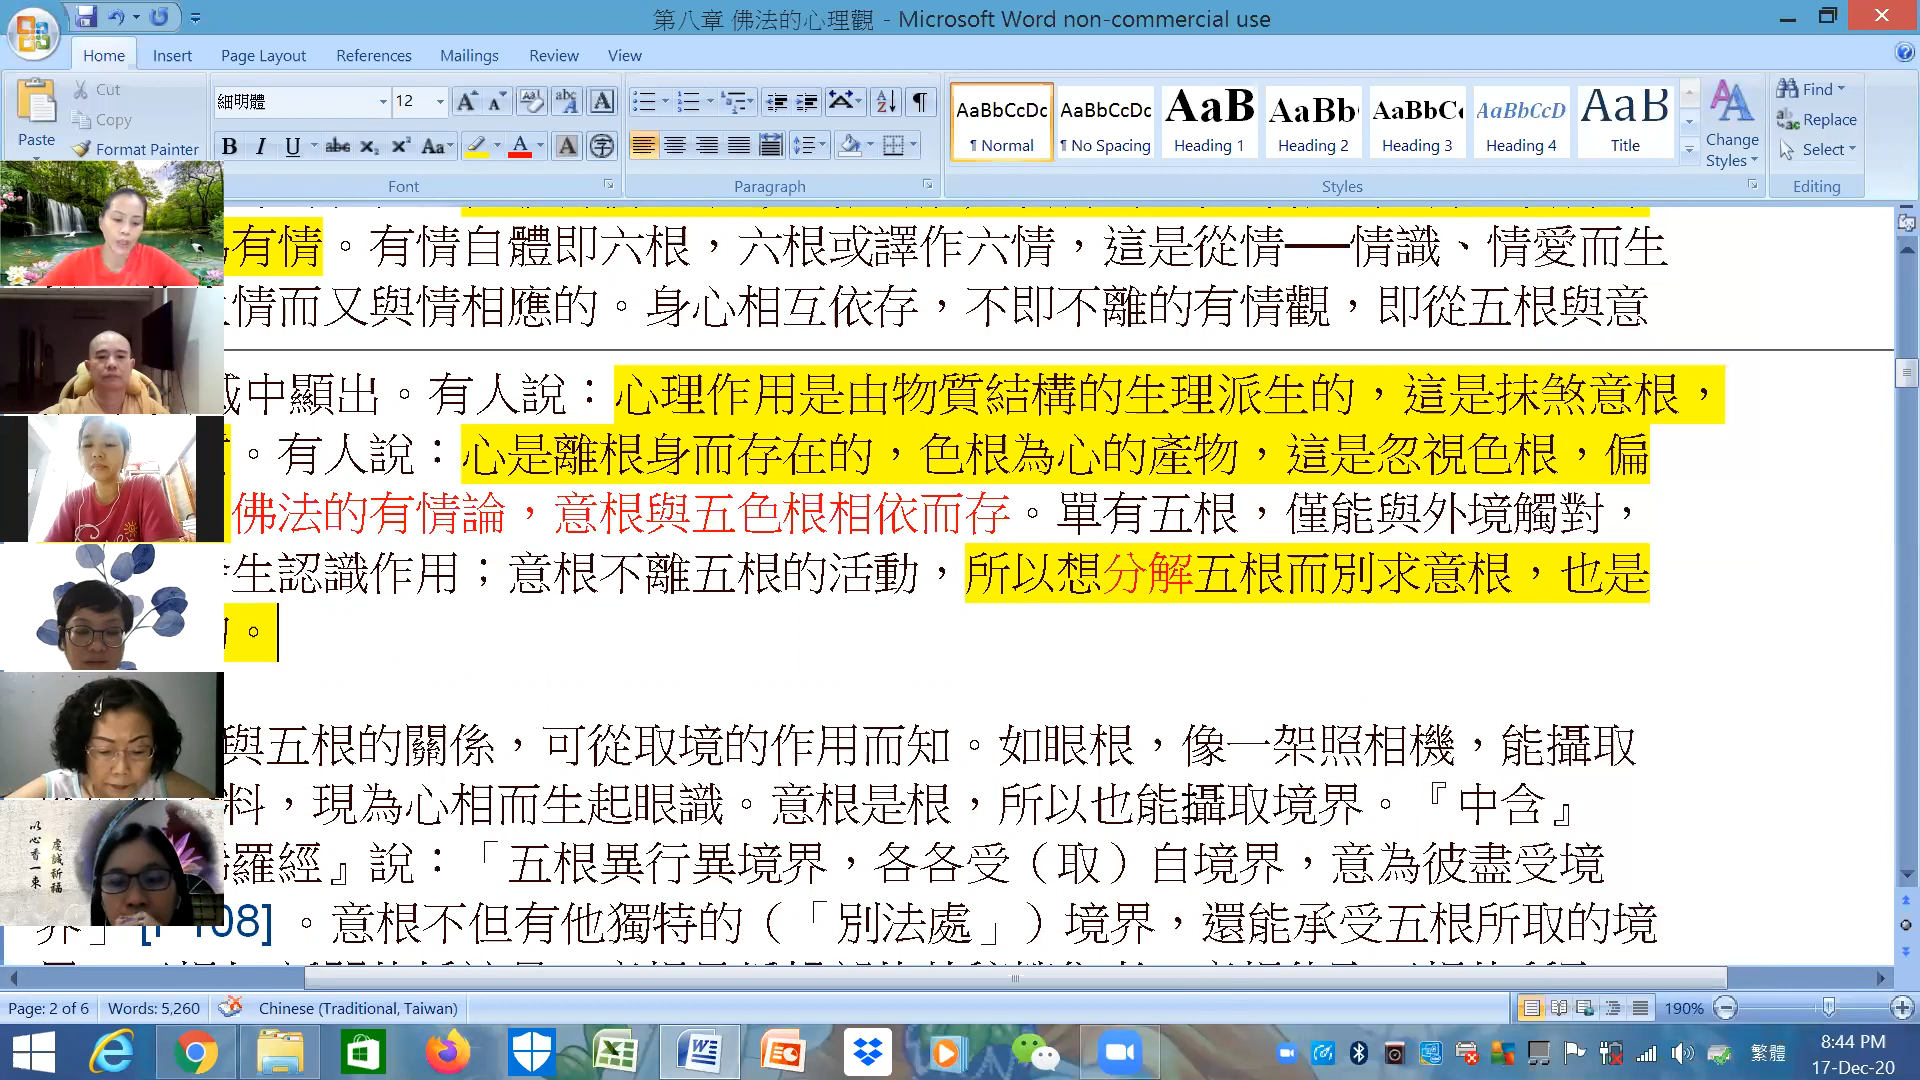 第八章 佛法的心理觀 - Microsoft Word non-commercial use
Home Insert Page Layout References Mailings Review View
Paste
Cut
Copy
Format Painter
細明體 12
Font
Paragraph
AaBbCcDc AaBbCcDc AaB AaBb AaBbC AaBbCcD AaB
¶ Normal ¶ No Spacing Heading 1 Heading 2 Heading 3 Heading 4 Title
Change Styles
Styles
Find
Replace
Select
Editing
有情。有情自體即六根，六根或譯作六情，這是從情──情識、情愛而生
情而又與情相應的。身心相互依存，不即不離的有情觀，即從五根與意
中顯出。有人說：心理作用是由物質結構的生理派生的，這是抹煞意根，
。有人說：心是離根身而存在的，色根為心的產物，這是忽視色根，偏
佛法的有情論，意根與五色根相依而存。單有五根，僅能與外境觸對，
生認識作用；意根不離五根的活動，所以想分解五根而別求意根，也是
。
與五根的關係，可從取境的作用而知。如眼根，像一架照相機，能攝取
料，現為心相而生起眼識。意根是根，所以也能攝取境界。『中含』
羅經』說：「五根異行異境界，各各受（取）自境界，意為彼盡受境
界」 08] 。意根不但有他獨特的（「別法處」）境界，還能承受五根所取的境
以心香一束
虔誠祈福
Page: 2 of 6 Words: 5,260 Chinese (Traditional, Taiwan) 190%
繁體
8:44 PM
17-Dec-20